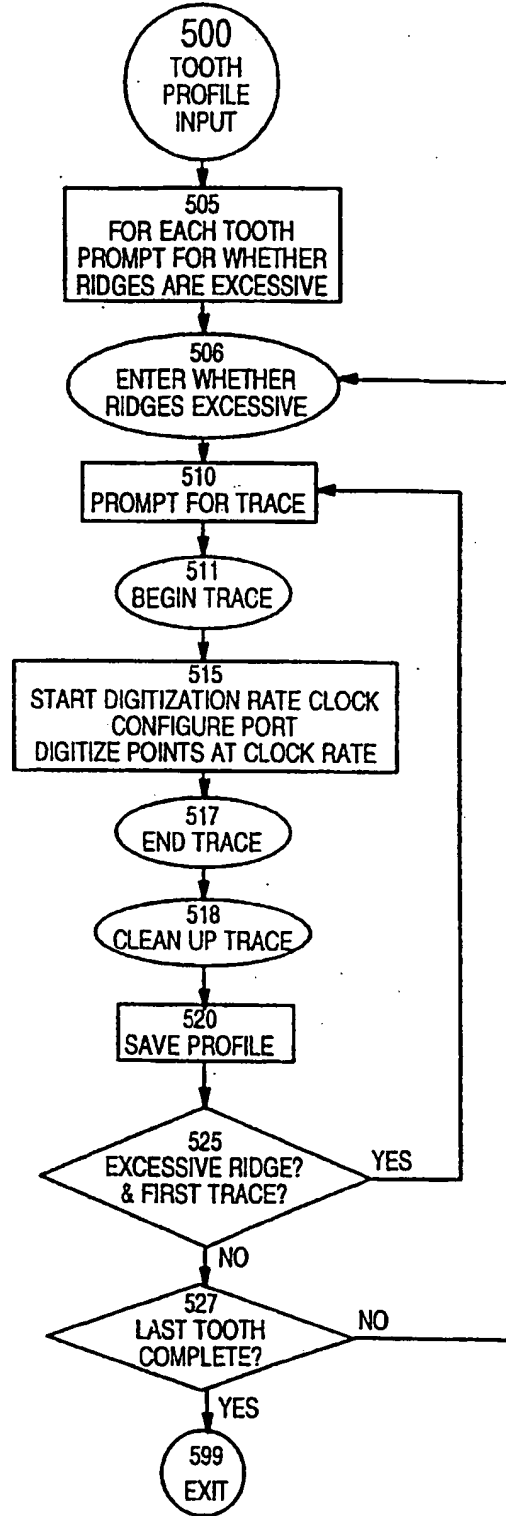 500
TOOTH
PROFILE
INPUT
505
FOR EACH TOOTH
PROMPT FOR WHETHER
RIDGES ARE EXCESSIVE
506
ENTER WHETHER
RIDGES EXCESSIVE
510
PROMPT FOR TRACE
511
BEGIN TRACE
515
START DIGITIZATION RATE CLOCK
CONFIGURE PORT
DIGITIZE POINTS AT CLOCK RATE
517
END TRACE
518
CLEAN UP TRACE
520
SAVE PROFILE
525
EXCESSIVE RIDGE?
& FIRST TRACE?
YES
NO
527
LAST TOOTH
COMPLETE?
NO
YES
599
EXIT